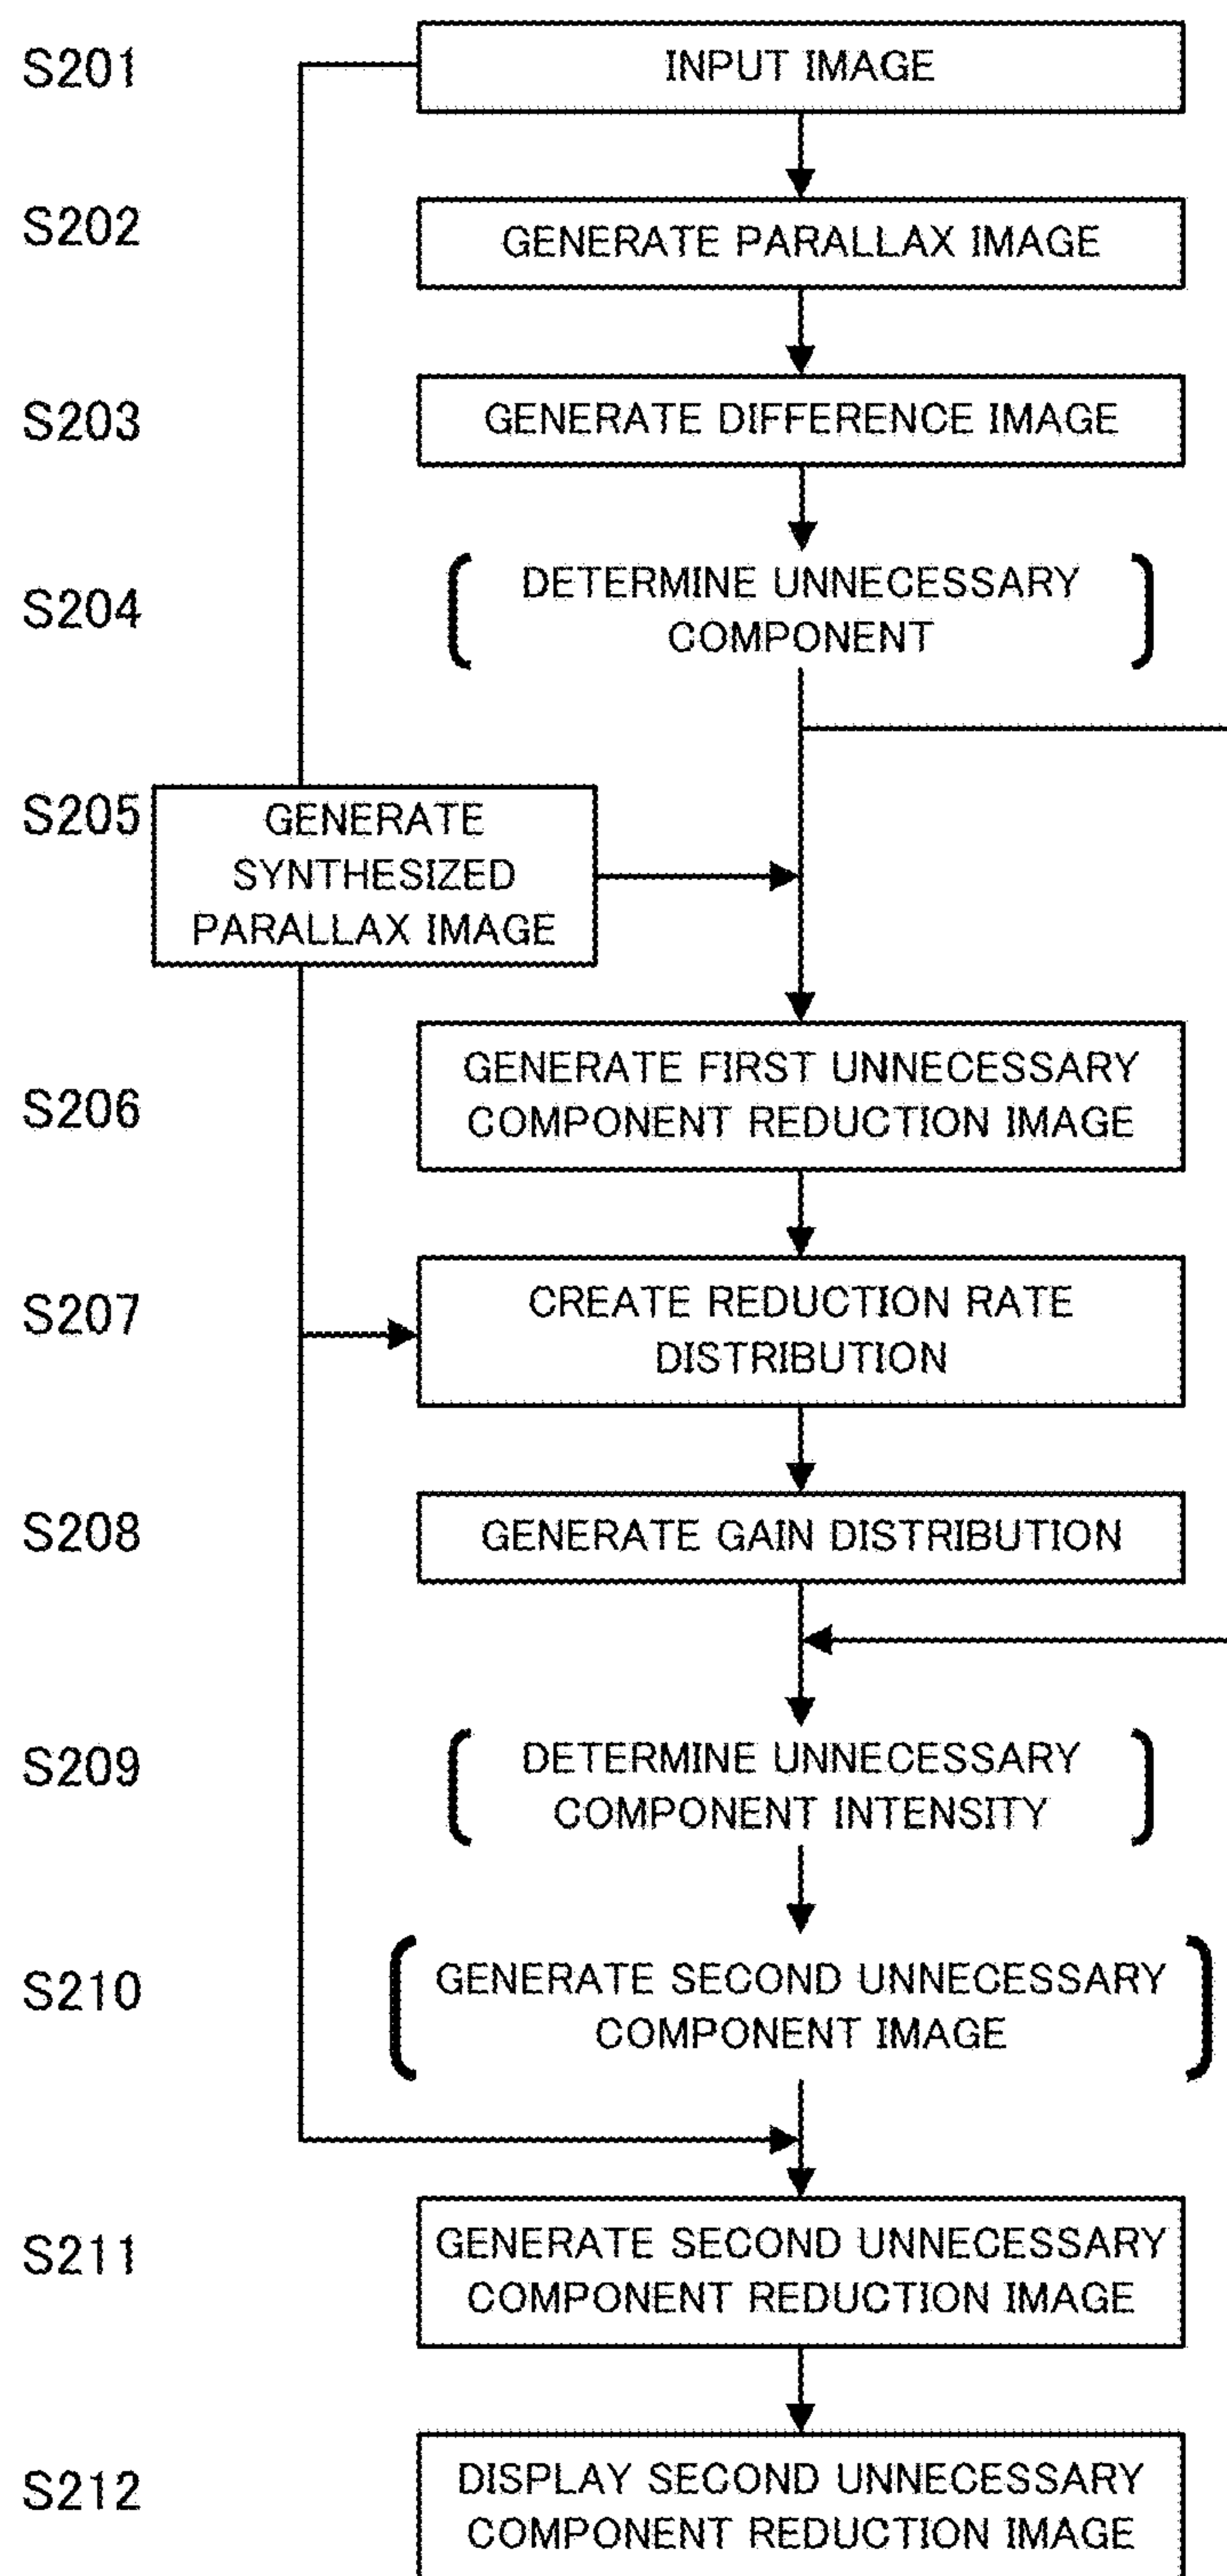 S201
INPUT IMAGE
S202
GENERATE PARALLAX IMAGE
S203
GENERATE DIFFERENCE IMAGE
S204
DETERMINE UNNECESSARY
COMPONENT
S205
GENERATE
SYNTHESIZED
PARALLAX IMAGE
S206
GENERATE FIRST UNNECESSARY
COMPONENT REDUCTION IMAGE
S207
CREATE REDUCTION RATE
DISTRIBUTION
S208
GENERATE GAIN DISTRIBUTION
S209
DETERMINE UNNECESSARY
COMPONENT INTENSITY
S210
GENERATE SECOND UNNECESSARY
COMPONENT IMAGE
S211
GENERATE SECOND UNNECESSARY
COMPONENT REDUCTION IMAGE
S212
DISPLAY SECOND UNNECESSARY
COMPONENT REDUCTION IMAGE